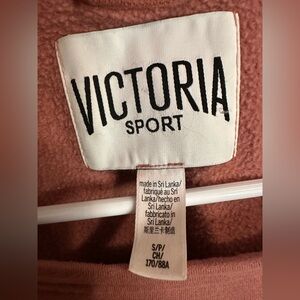 VICTORIA
SPORT
made in Sri Lanka/
fabriqué au Sri
Lanka/hecho en
Sri Lanka/
fabbricato in
Sri Lanka/
斯里兰卡制造
S/P/
CH/
170/88A